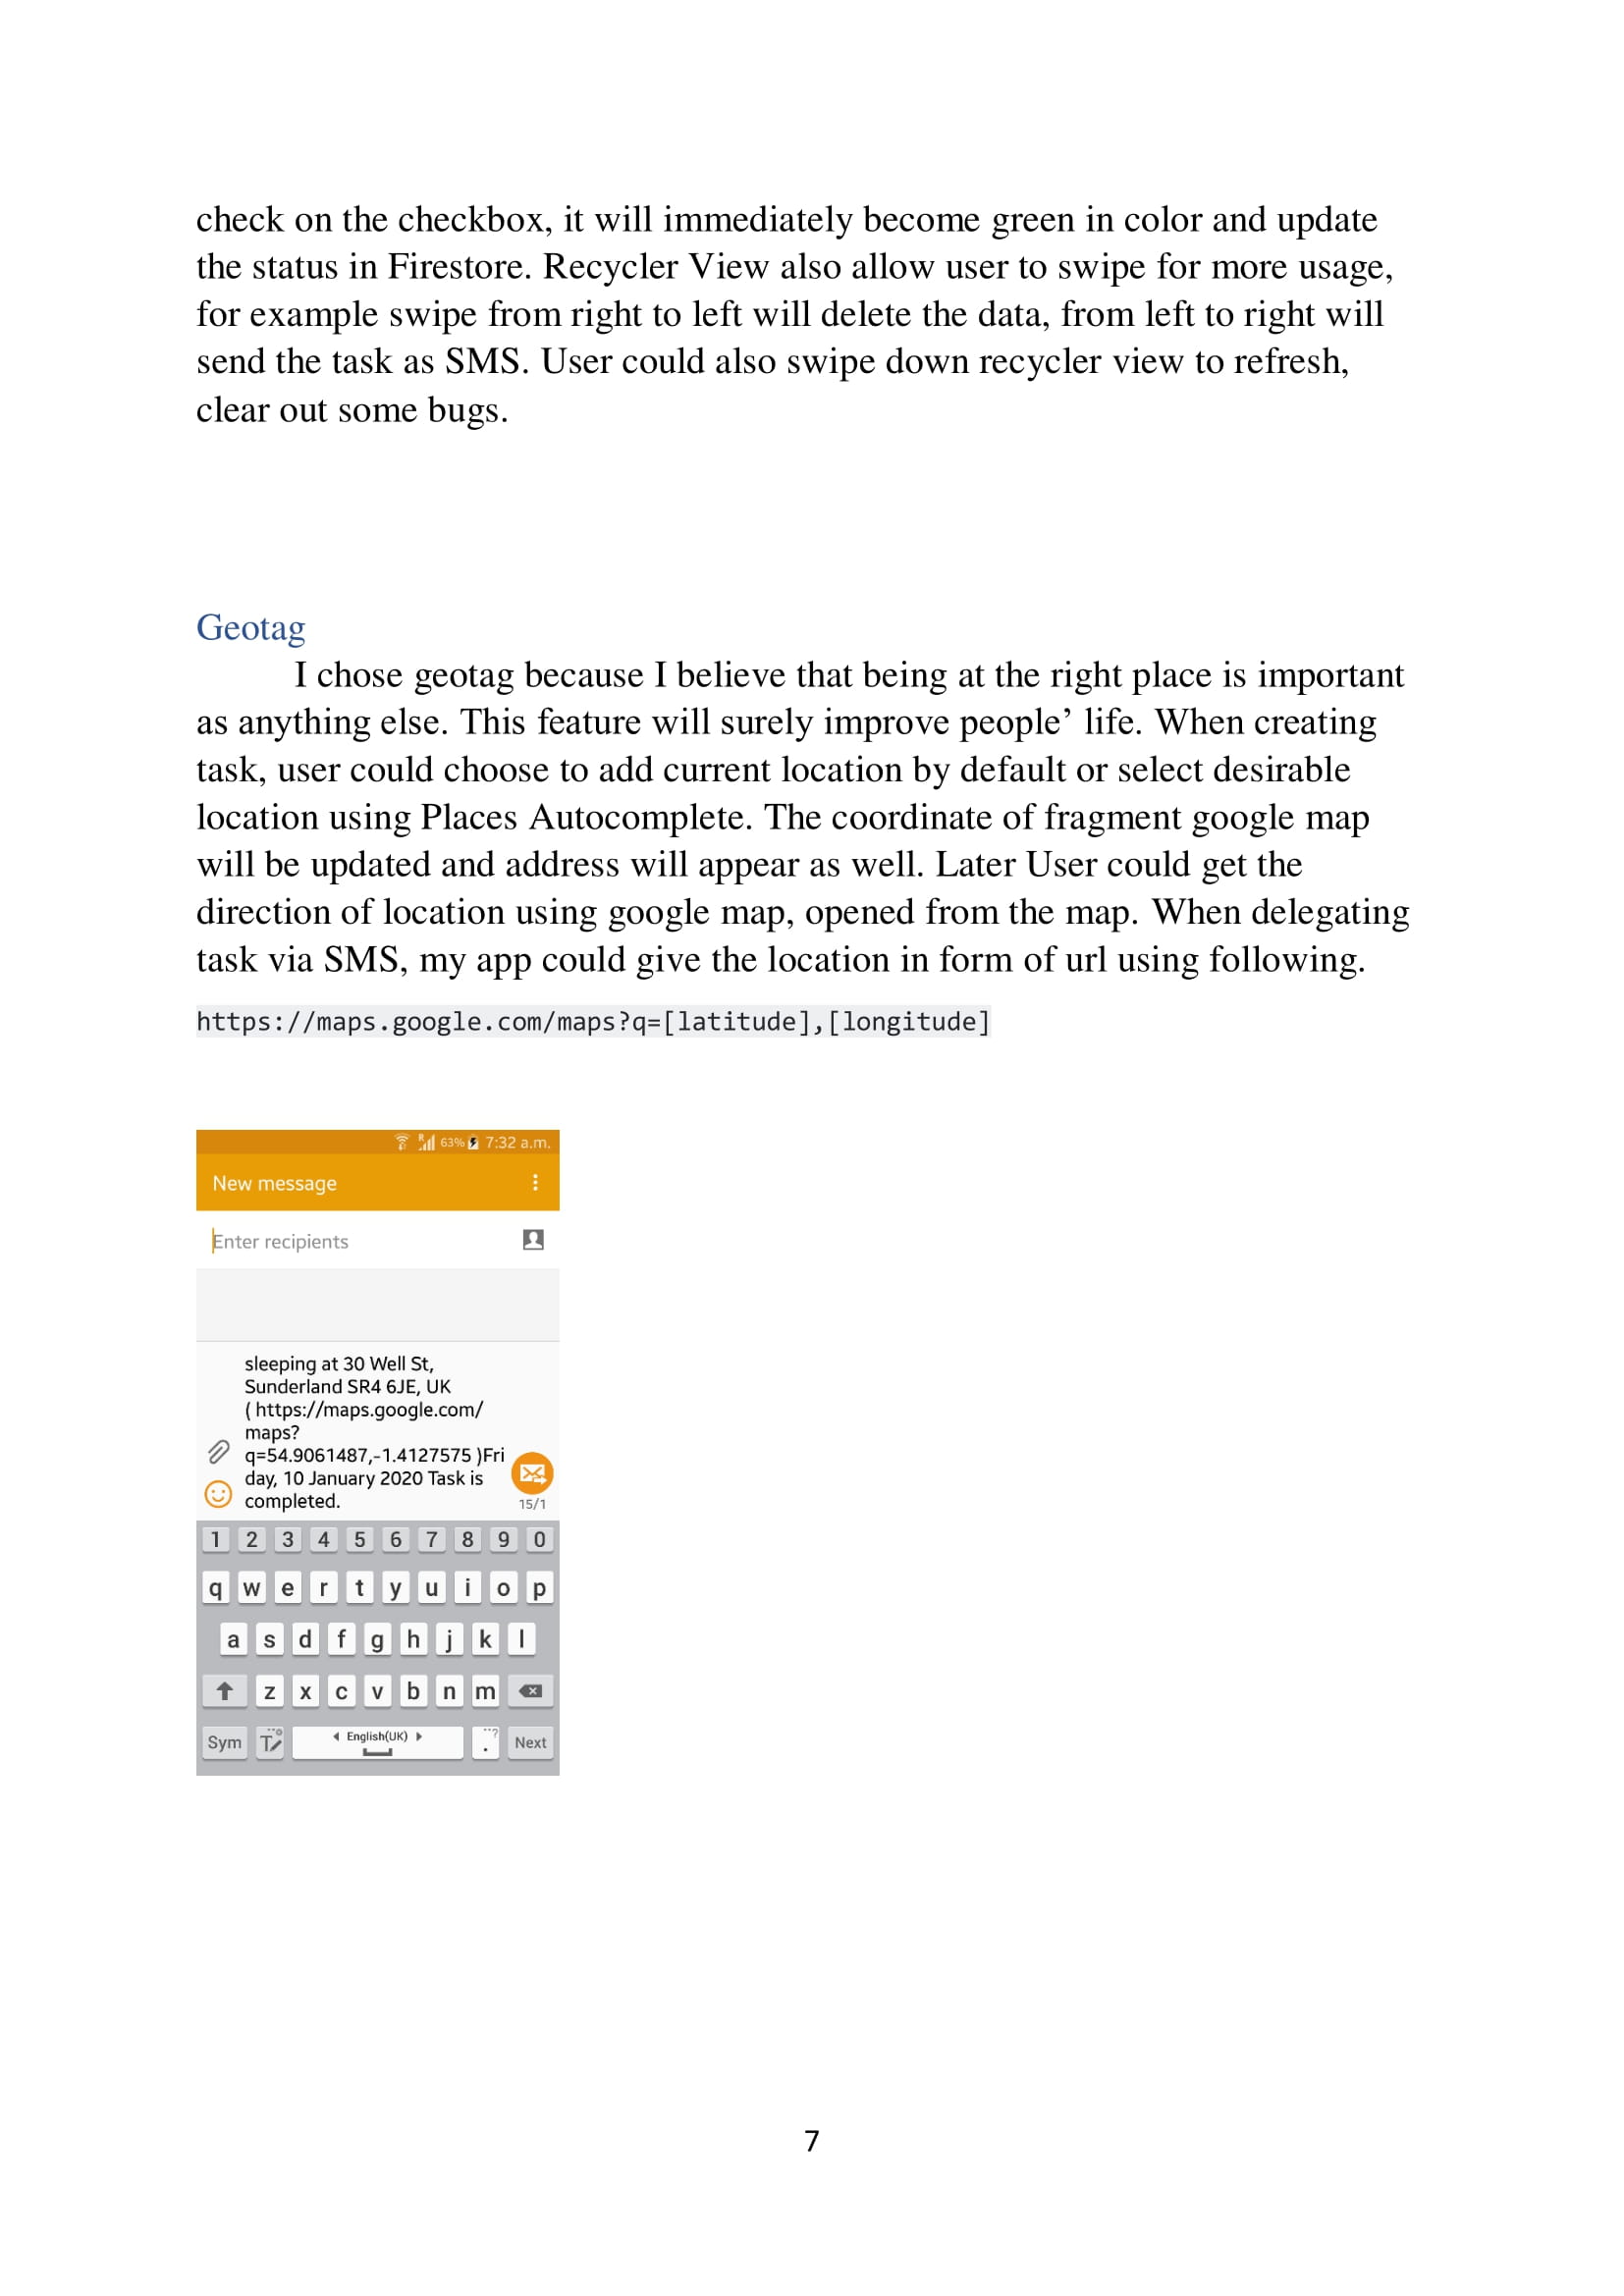 check on the checkbox, it will immediately become green in color and update
the status in Firestore. Recycler View also allow user to swipe for more usage,
for example swipe from right to left will delete the data, from left to right will
send the task as SMS. User could also swipe down recycler view to refresh,
clear out some bugs.
Geotag
I chose geotag because I believe that being at the right place is important
as anything else. This feature will surely improve people’ life. When creating
task, user could choose to add current location by default or select desirable
location using Places Autocomplete. The coordinate of fragment google map
will be updated and address will appear as well. Later User could get the
direction of location using google map, opened from the map. When delegating
task via SMS, my app could give the location in form of url using following.
https://maps.google.com/maps?q=[latitude],[longitude]
R 63% 7:32 a.m.
New message
Enter recipients
sleeping at 30 Well St,
Sunderland SR4 6JE, UK
( https://maps.google.com/
maps?
q=54.9061487,-1.4127575 )Fri
day, 10 January 2020 Task is
completed.
15/1
1 2 3 4 5 6 7 8 9 0
q w e r t y u i o p
a s d f g h j k l
z x c v b n m
Sym T English(UK) . Next
7